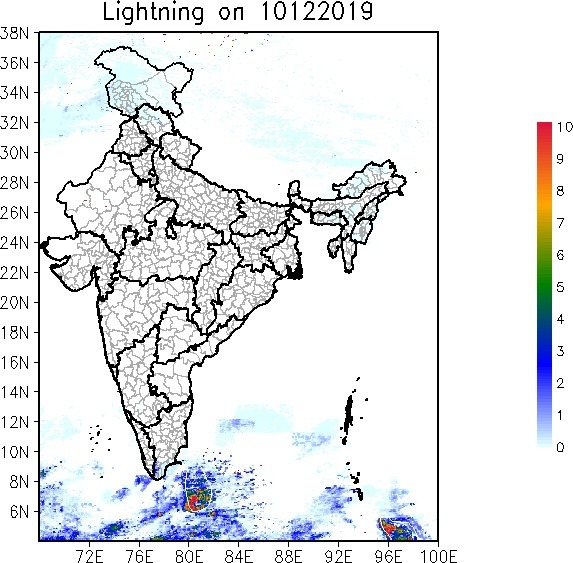 Lightning on 10122019
38N
36N
34N
32N
30N
28N
26N
24N
22N
20N
18N
16N
14N
12N
10N
8N
6N
72E 76E 80E 84E 88E 92E 96E 100E
10
9
8
7
6
5
4
3
2
1
0